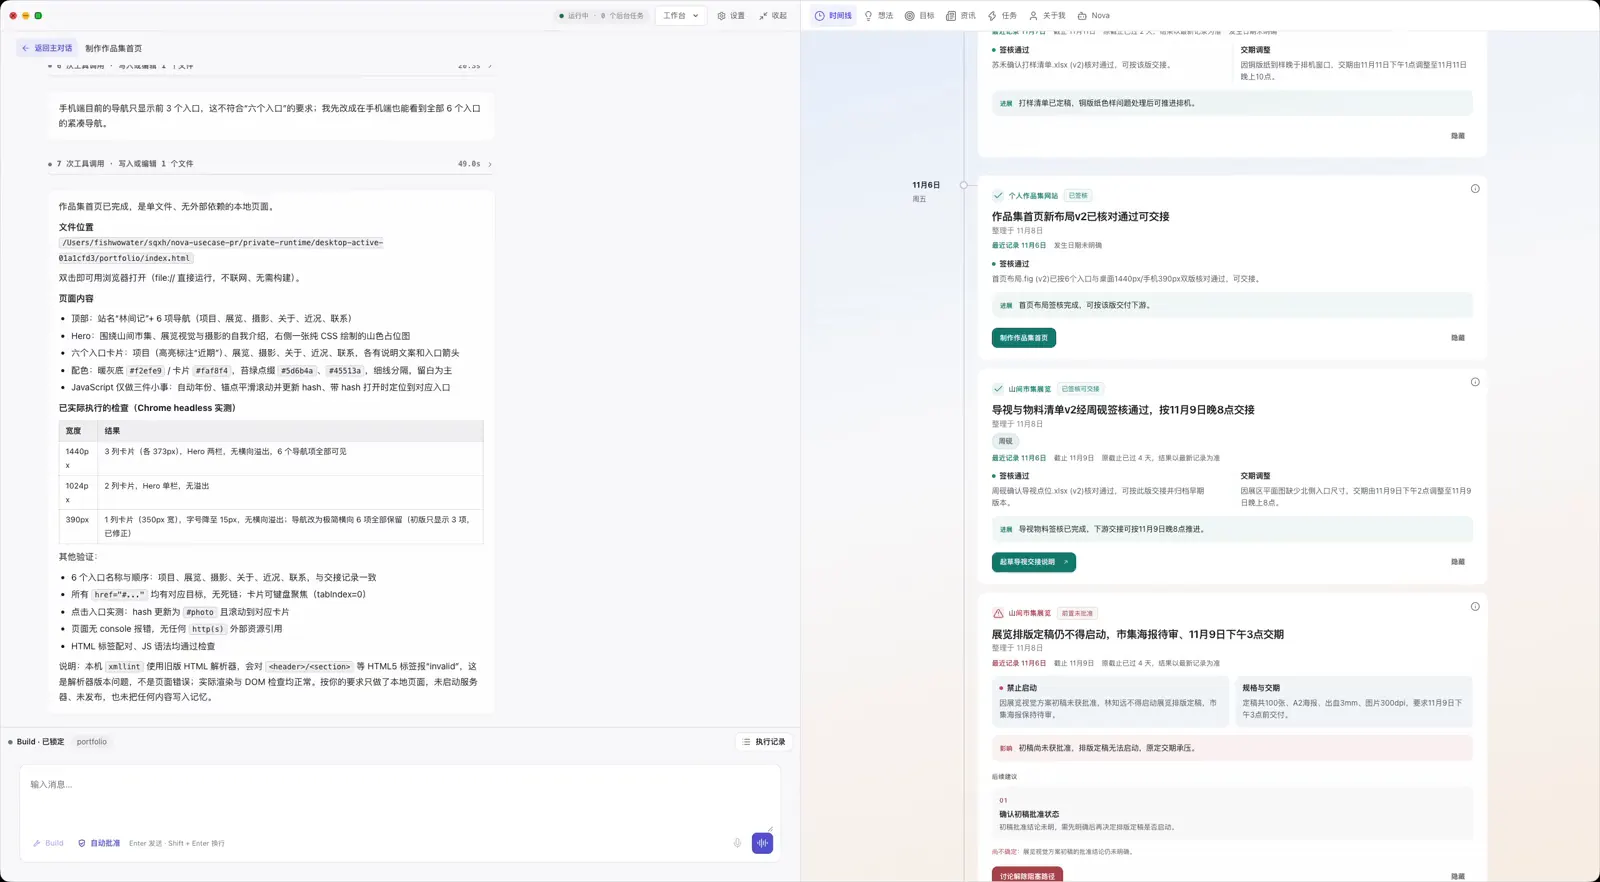 运行中 · 0 个后台任务
工作台
设置
收起
返回主对话
制作作品集首页
6 次工具调用 · 写入或编辑 1 个文件
20.3s
手机端目前的导航只显示前 3 个入口，这不符合“六个入口”的要求；我先改成在手机端也能看到全部 6 个入口
的紧凑导航。
7 次工具调用 · 写入或编辑 1 个文件
49.0s
作品集首页已完成，是单文件、无外部依赖的本地页面。
文件位置
/Users/fishwowater/sqxh/nova-usecase-pr/private-runtime/desktop-active-
01a1cfd3/portfolio/index.html
双击即可用浏览器打开（file:// 直接运行，不联网、无需构建）。
页面内容
顶部：站名“林间记”+ 6 项导航（项目、展览、摄影、关于、近况、联系）
Hero：围绕山间市集、展览视觉与摄影的自我介绍，右侧一张纯 CSS 绘制的山色占位图
六个入口卡片：项目（高亮标注“近期”）、展览、摄影、关于、近况、联系，各有说明文案和入口箭头
配色：暖灰底 #f2efe9 / 卡片 #faf8f4，苔绿点缀 #5d6b4a、#45513a，细线分隔，留白为主
JavaScript 仅做三件小事：自动年份、锚点平滑滚动并更新 hash、带 hash 打开时定位到对应入口
已实际执行的检查（Chrome headless 实测）
宽度
结果
1440p
x
3 列卡片（各 373px），Hero 两栏，无横向溢出，6 个导航项全部可见
1024p
x
2 列卡片，Hero 单栏，无溢出
390px
1 列卡片（350px 宽），字号降至 15px，无横向溢出；导航改为极简横向 6 项全部保留（初版只显示 3 项，
已修正）
其他验证：
6 个入口名称与顺序：项目、展览、摄影、关于、近况、联系，与交接记录一致
所有 href="#..." 均有对应目标，无死链；卡片可键盘聚焦（tabIndex=0）
点击入口实测：hash 更新为 #photo 且滚动到对应卡片
页面无 console 报错，无任何 http(s) 外部资源引用
HTML 标签配对、JS 语法均通过检查
说明：本机 xmllint 使用旧版 HTML 解析器，会对 <header>/<section> 等 HTML5 标签报“invalid”，这
是解析器版本问题，不是页面错误；实际渲染与 DOM 检查均正常。按你的要求只做了本地页面，未启动服务
器、未发布，也未把任何内容写入记忆。
Build · 已锁定
portfolio
执行记录
输入消息...
Build
自动批准
Enter 发送 · Shift + Enter 换行
时间线
想法
目标
资讯
任务
关于我
Nova
最近记录 11月7日 截止 11月11日 原截止已过 2 天，结果以最新记录为准 发生日期未明确
签核通过
苏禾确认打样清单.xlsx (v2)核对通过，可按该版交接。
交期调整
因铜版纸到样晚于排机窗口，交期由11月11日下午1点调整至11月11日
晚上10点。
进展 打样清单已定稿，铜版纸色样问题处理后可推进排机。
隐藏
11月6日
周五
个人作品集网站
已签核
作品集首页新布局v2已核对通过可交接
整理于 11月8日
最近记录 11月6日 发生日期未明确
签核通过
首页布局.fig (v2)已按6个入口与桌面1440px/手机390px双版核对通过，可交接。
进展 首页布局签核完成，可按该版交付下游。
制作作品集首页
隐藏
山间市集展览
已签核可交接
导视与物料清单v2经周砚签核通过，按11月9日晚8点交接
整理于 11月8日
周砚
最近记录 11月6日 截止 11月9日 原截止已过 4 天，结果以最新记录为准
签核通过
周砚确认导视点位.xlsx (v2)核对通过，可按此版交接并归档早期
版本。
交期调整
因展区平面图缺少北侧入口尺寸，交期由11月9日下午2点调整至11月9
日晚上8点。
进展 导视物料签核已完成，下游交接可按11月9日晚8点推进。
起草导视交接说明
隐藏
山间市集展览
前置未批准
展览排版定稿仍不得启动，市集海报待审、11月9日下午3点交期
整理于 11月8日
最近记录 11月6日 截止 11月9日 原截止已过 4 天，结果以最新记录为准
禁止启动
因展览视觉方案初稿未获批准，林知远不得启动展览排版定稿，市
集海报保持待审。
规格与交期
定稿共100张、A2海报、出血3mm、图片300dpi，要求11月9日下
午3点前交付。
影响 初稿尚未获批准，排版定稿无法启动，原定交期承压。
后续建议
01
确认初稿批准状态
初稿批准结论未明，需先明确后再决定排版定稿是否启动。
尚不确定：展览视觉方案初稿的批准结论仍未明确。
讨论解除阻塞路径
隐藏